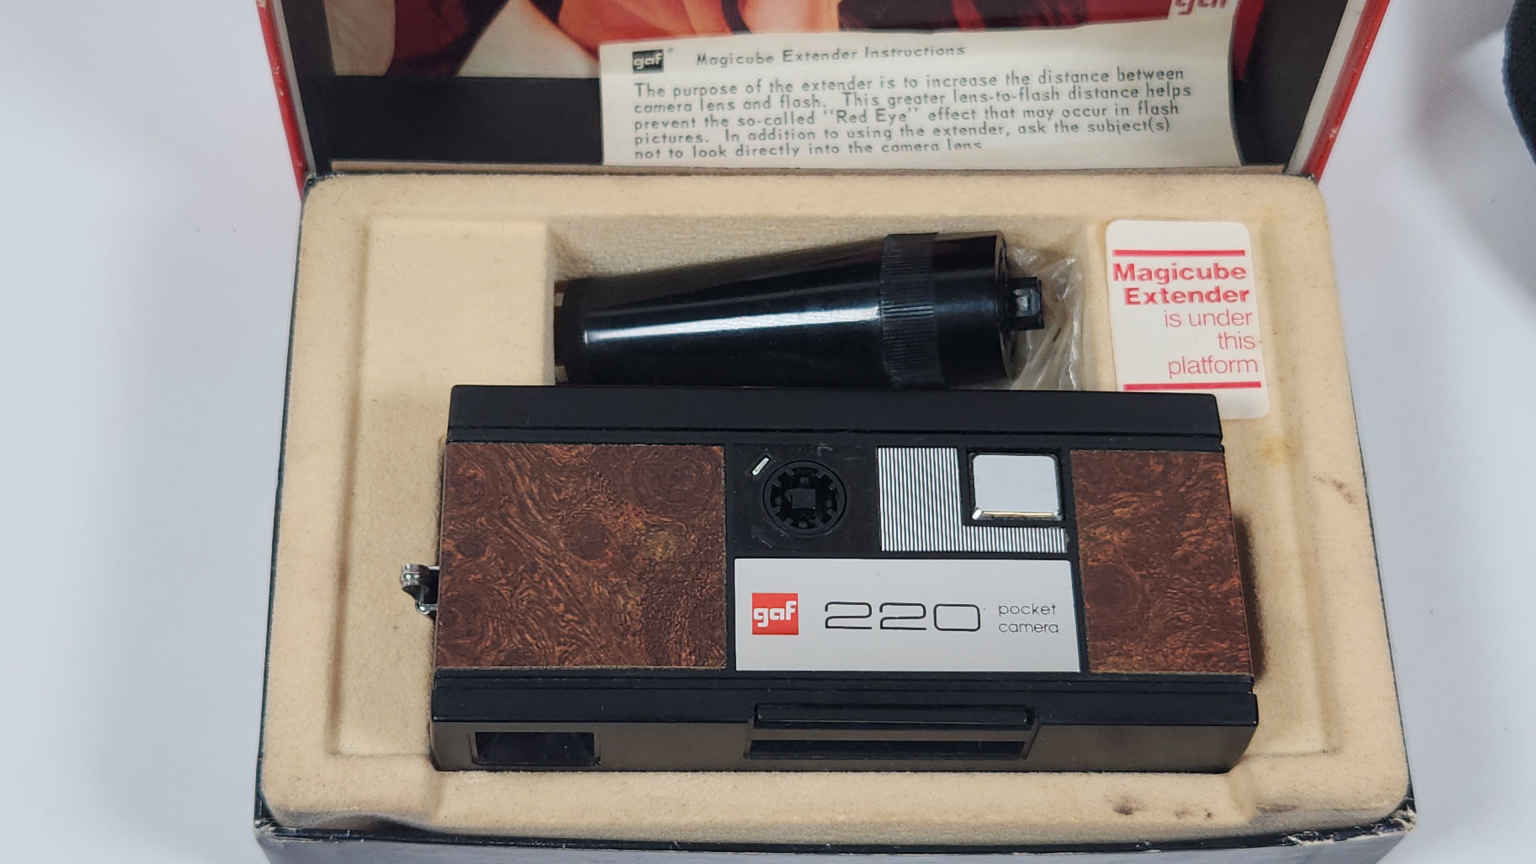 gaf
gaf® Magicube Extender Instructions
The purpose of the extender is to increase the distance between
camera lens and flash. This greater lens-to-flash distance helps
prevent the so-called "Red Eye" effect that may occur in flash
pictures. In addition to using the extender, ask the subject(s)
not to look directly into the camera lens
Magicube
Extender
is under
this
platform
gaf 220 pocket
camera